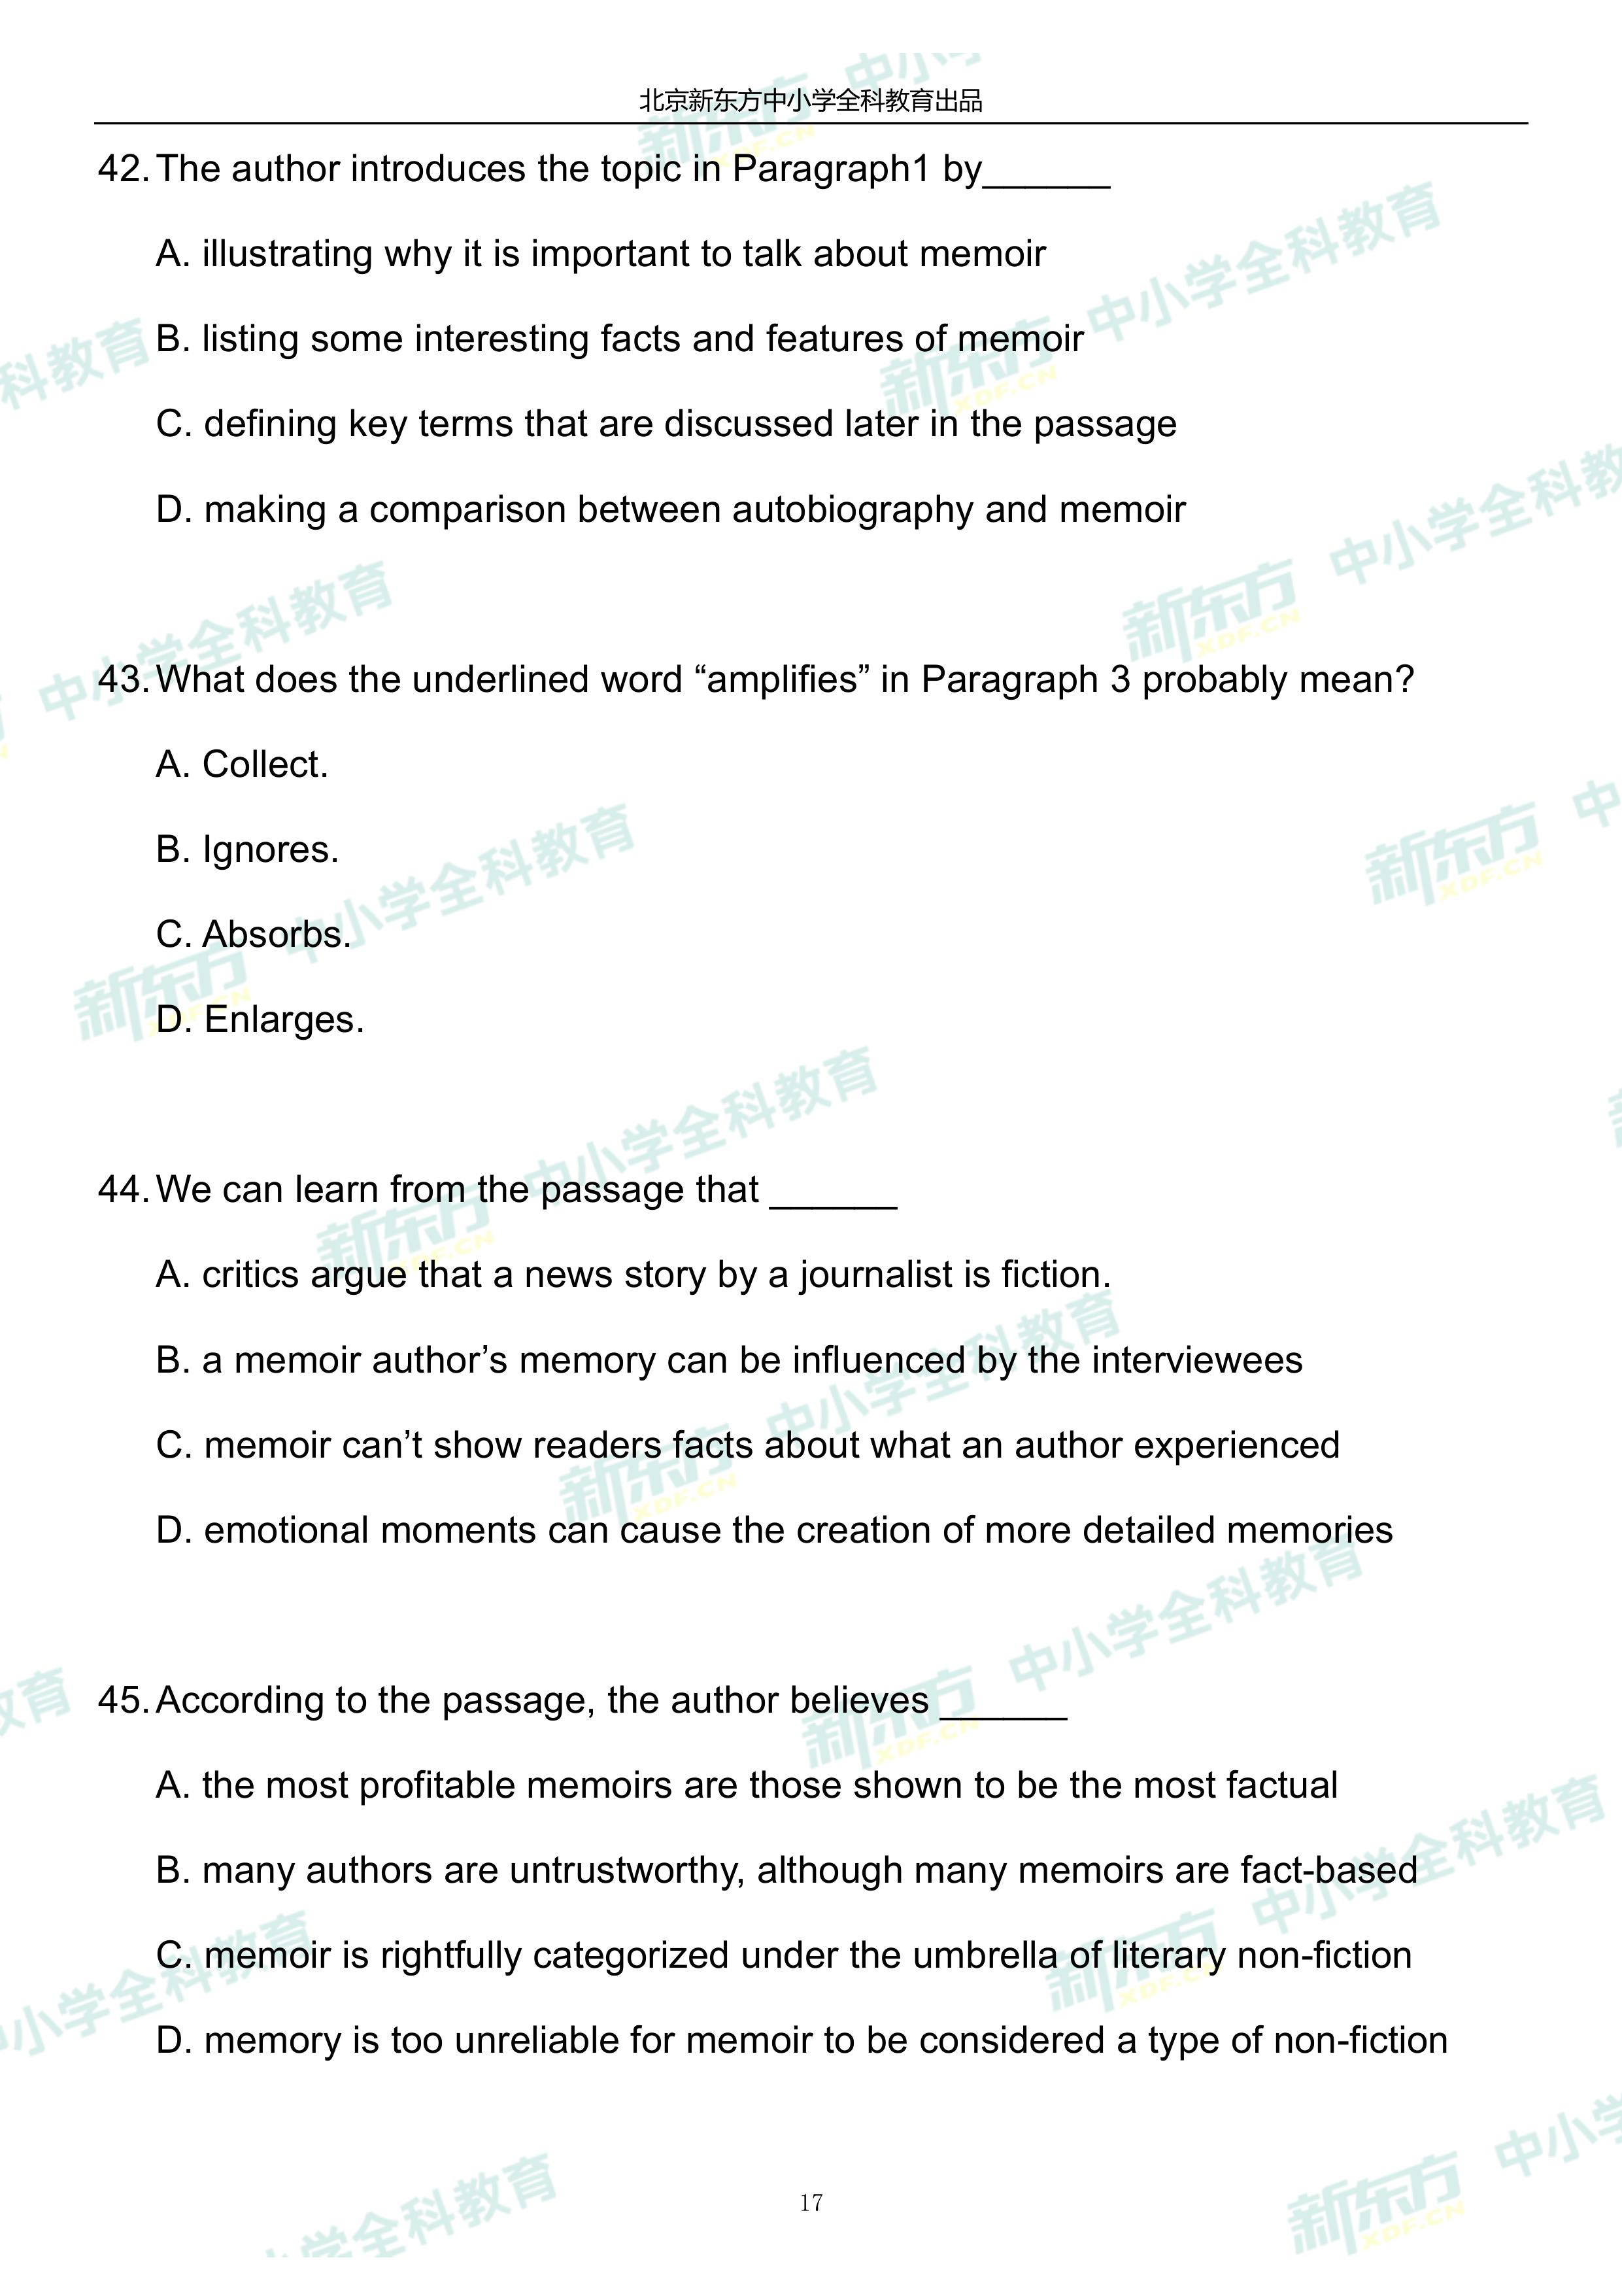 北京新东方中小学全科教育出品
42. The author introduces the topic in Paragraph1 by______
A. illustrating why it is important to talk about memoir
B. listing some interesting facts and features of memoir
C. defining key terms that are discussed later in the passage
D. making a comparison between autobiography and memoir
43. What does the underlined word “amplifies” in Paragraph 3 probably mean?
A. Collect.
B. Ignores.
C. Absorbs.
D. Enlarges.
44. We can learn from the passage that ______
A. critics argue that a news story by a journalist is fiction.
B. a memoir author’s memory can be influenced by the interviewees
C. memoir can’t show readers facts about what an author experienced
D. emotional moments can cause the creation of more detailed memories
45. According to the passage, the author believes ______
A. the most profitable memoirs are those shown to be the most factual
B. many authors are untrustworthy, although many memoirs are fact-based
C. memoir is rightfully categorized under the umbrella of literary non-fiction
D. memory is too unreliable for memoir to be considered a type of non-fiction
17
新东方 XDF.CN 中小学全科教育